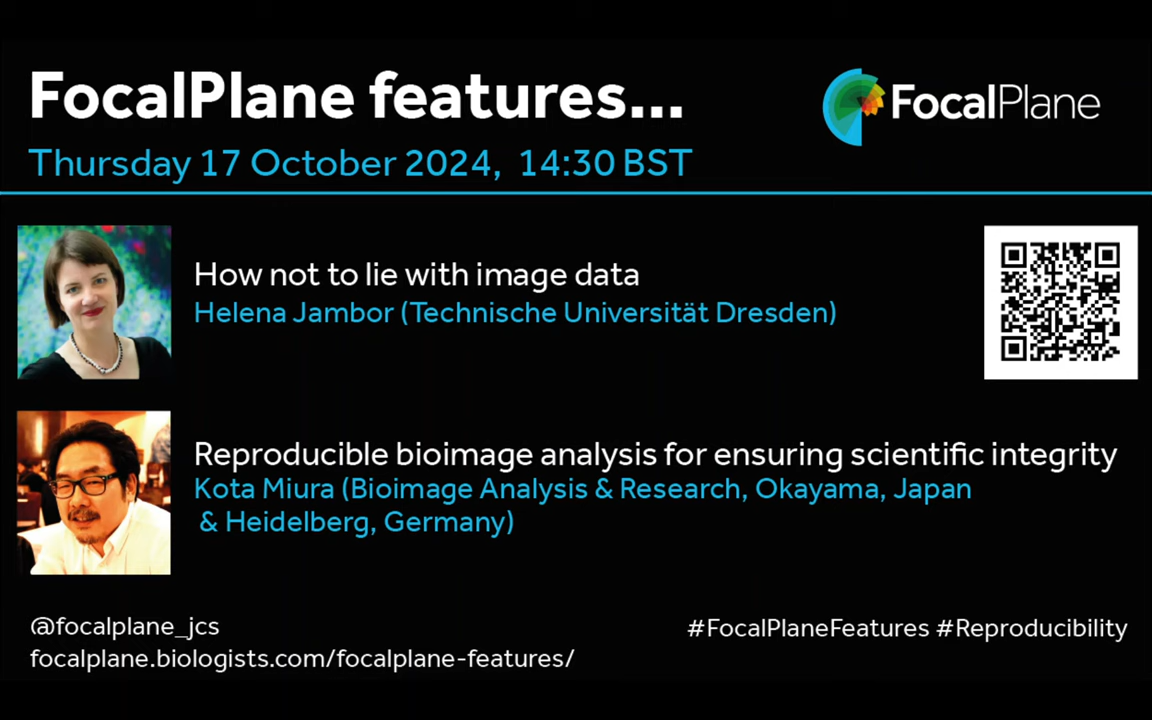 FocalPlane features...
FocalPlane
Thursday 17 October 2024, 14:30 BST
How not to lie with image data
Helena Jambor (Technische Universität Dresden)
Reproducible bioimage analysis for ensuring scientific integrity
Kota Miura (Bioimage Analysis & Research, Okayama, Japan
& Heidelberg, Germany)
@focalplane_jcs
#FocalPlaneFeatures #Reproducibility
focalplane.biologists.com/focalplane-features/